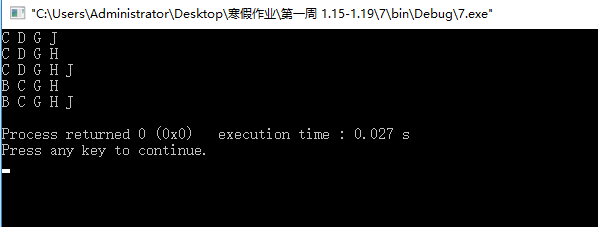 "C:\Users\Administrator\Desktop\寒假作业\第一周 1.15-1.19\7\bin\Debug\7.exe"
C D G J
C D G H
C D G H J
B C G H
B C G H J
Process returned 0 (0x0)   execution time : 0.027 s
Press any key to continue.